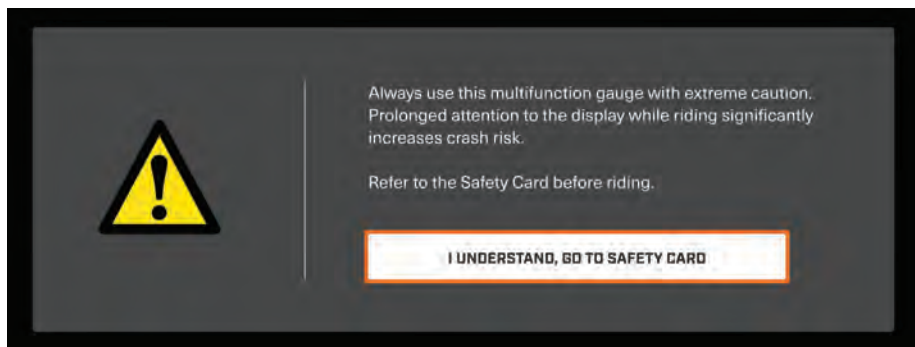 Always use this multifunction gauge with extreme caution.
Prolonged attention to the display while riding significantly
increases crash risk.
Refer to the Safety Card before riding.
I UNDERSTAND, GO TO SAFETY CARD